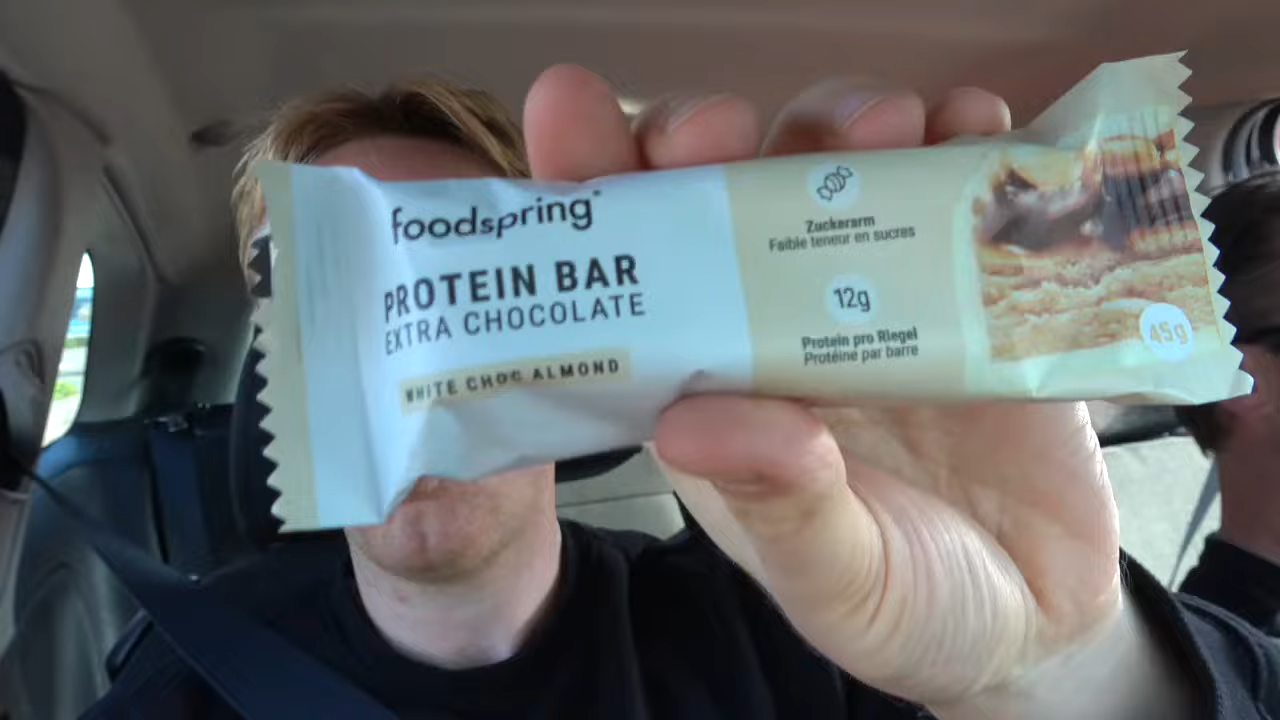 foodspring
PROTEIN BAR
EXTRA CHOCOLATE
WHITE CHOC ALMOND
Zuckerarm
Faible teneur en sucres
12g
Protein pro Riegel
Protéine par barre
45g